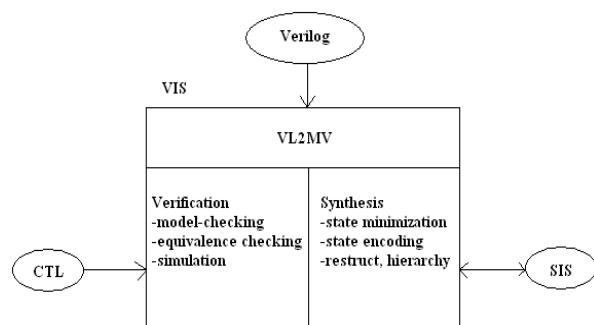 Verilog
VIS
VL2MV
Verification
-model-checking
-equivalence checking
-simulation
Synthesis
-state minimization
-state encoding
-restruct, hierarchy
CTL
SIS